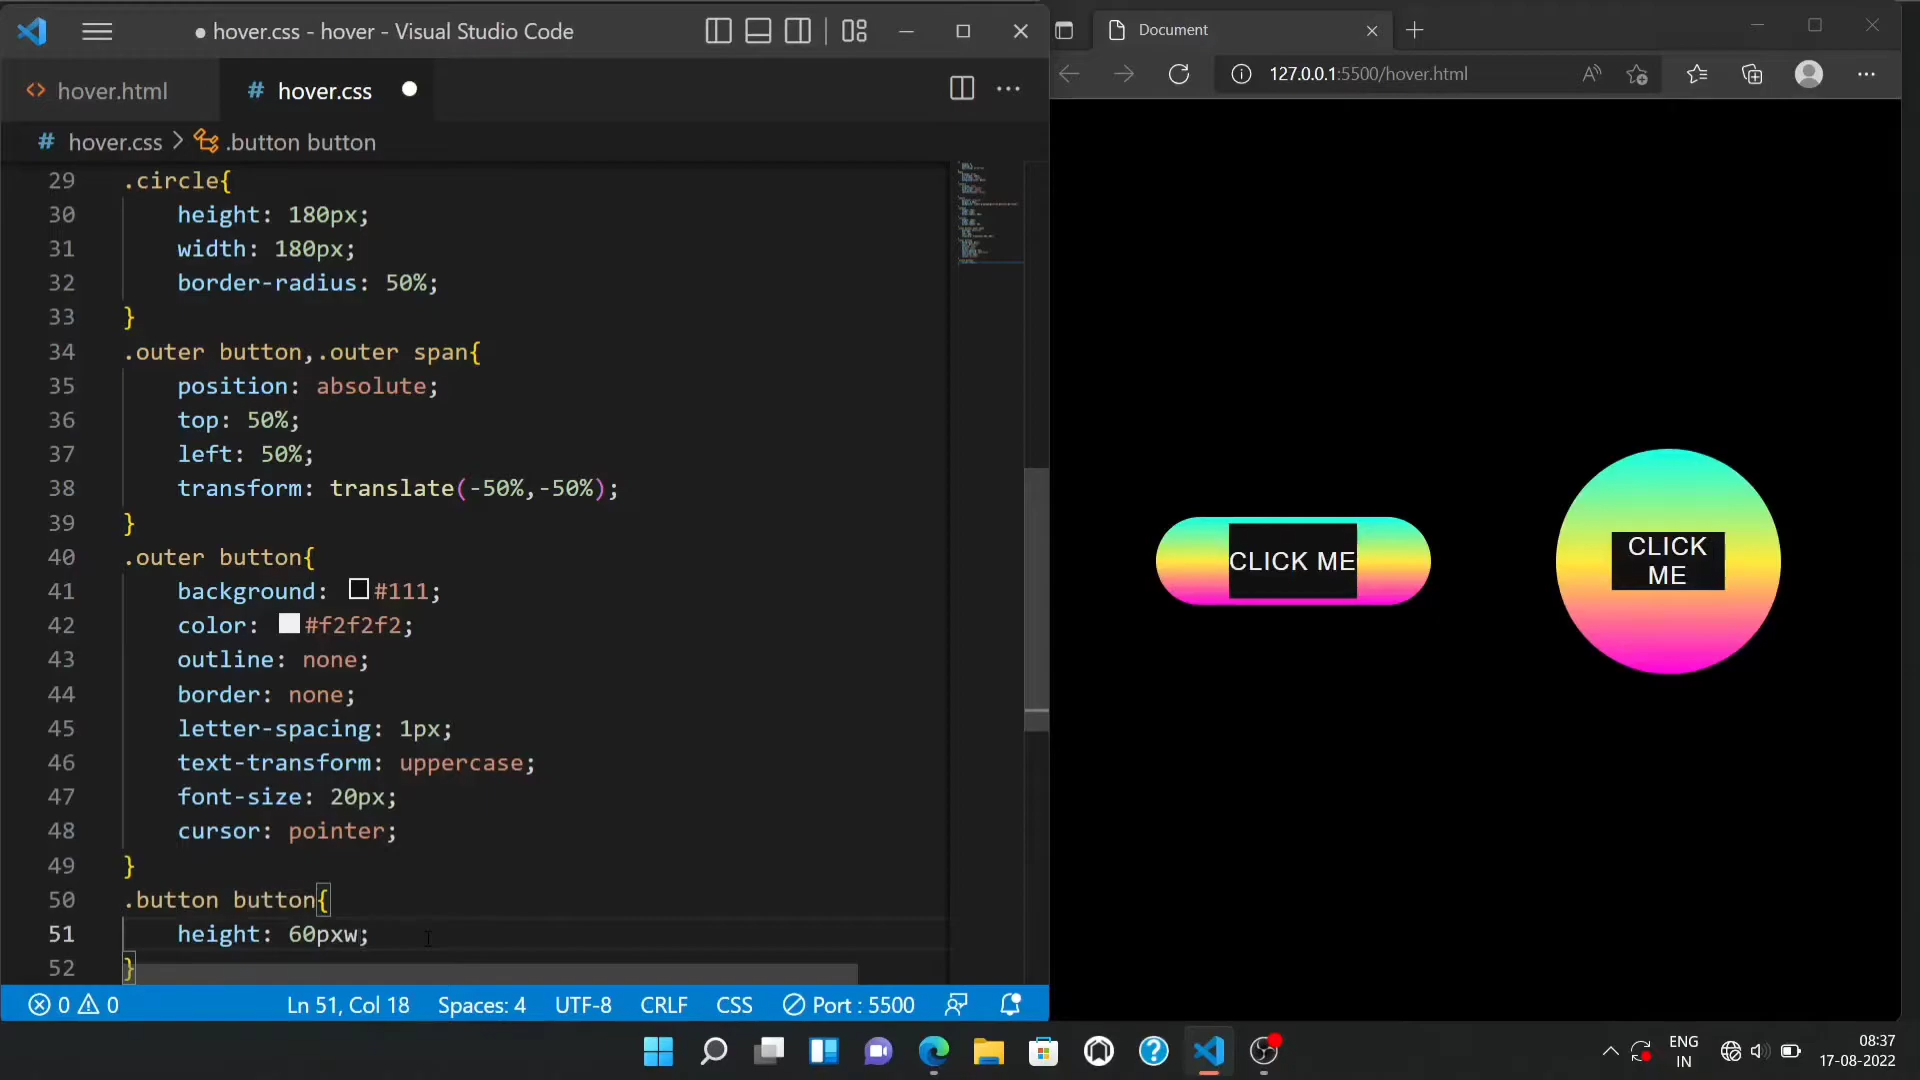 ● hover.css - hover - Visual Studio Code
hover.html
# hover.css
# hover.css > .button button
29 .circle{
30 height: 180px;
31 width: 180px;
32 border-radius: 50%;
33 }
34 .outer button,.outer span{
35 position: absolute;
36 top: 50%;
37 left: 50%;
38 transform: translate(-50%,-50%);
39 }
40 .outer button{
41 background: #111;
42 color: #f2f2f2;
43 outline: none;
44 border: none;
45 letter-spacing: 1px;
46 text-transform: uppercase;
47 font-size: 20px;
48 cursor: pointer;
49 }
50 .button button{
51 height: 60pxw;
52 }
0 0
Ln 51, Col 18
Spaces: 4
UTF-8
CRLF
CSS
Port : 5500
Document
127.0.0.1:5500/hover.html
CLICK ME
CLICK
ME
ENG
IN
08:37
17-08-2022